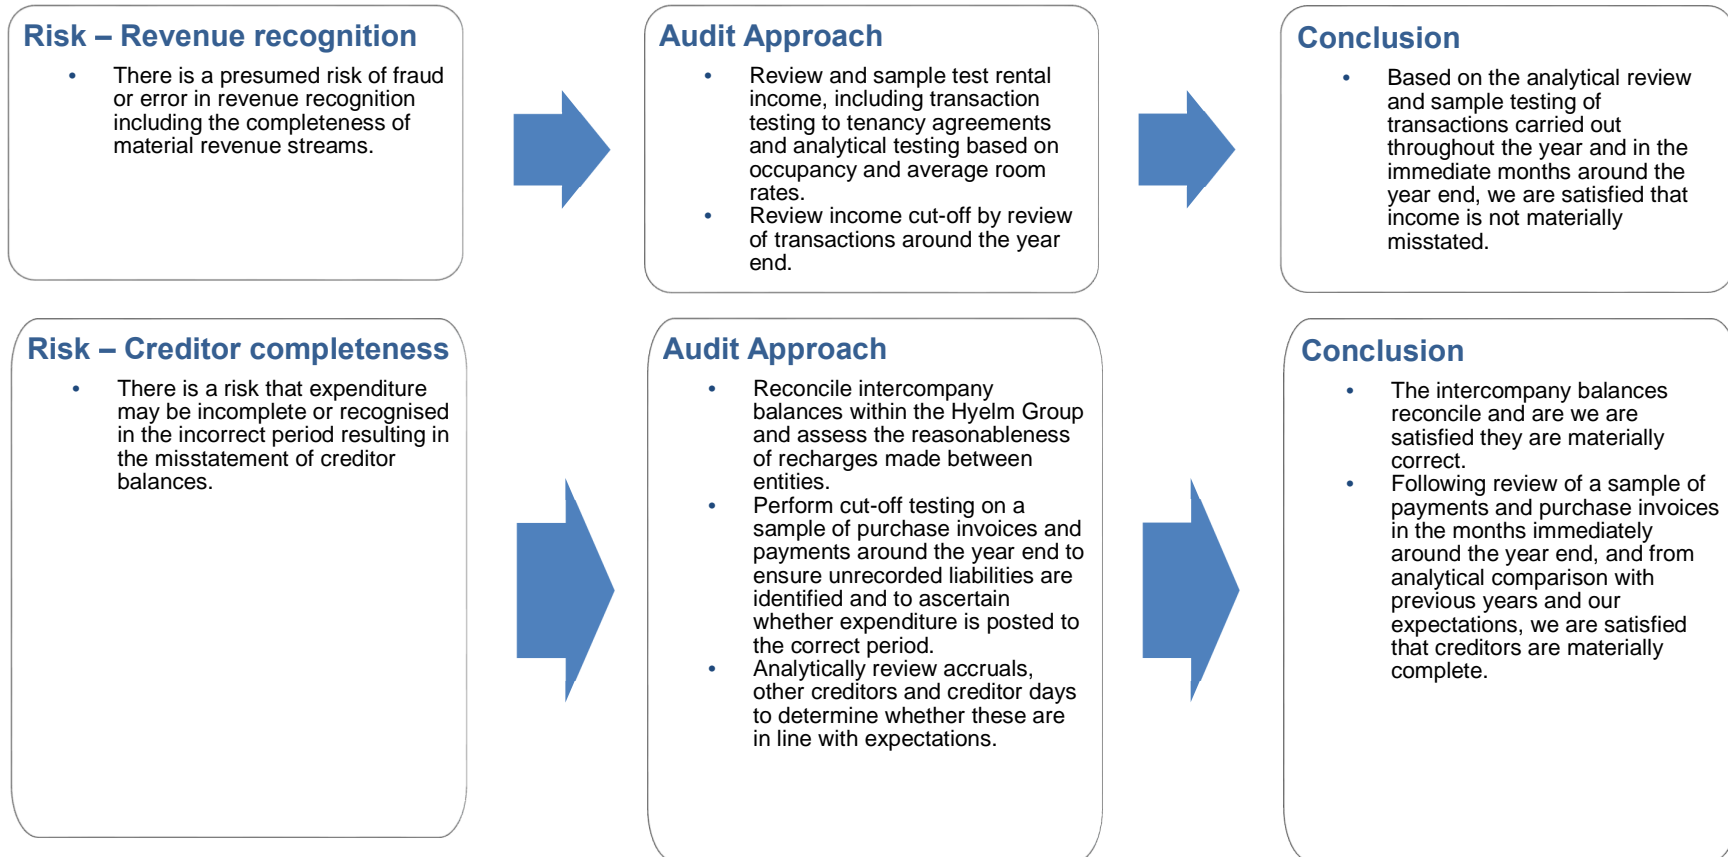 Risk – Revenue recognition
• There is a presumed risk of fraud
or error in revenue recognition
including the completeness of
material revenue streams.
Audit Approach
• Review and sample test rental
income, including transaction
testing to tenancy agreements
and analytical testing based on
occupancy and average room
rates.
• Review income cut-off by review
of transactions around the year
end.
Conclusion
• Based on the analytical review
and sample testing of
transactions carried out
throughout the year and in the
immediate months around the
year end, we are satisfied that
income is not materially
misstated.
Risk – Creditor completeness
• There is a risk that expenditure
may be incomplete or recognised
in the incorrect period resulting in
the misstatement of creditor
balances.
Audit Approach
• Reconcile intercompany
balances within the Hyelm Group
and assess the reasonableness
of recharges made between
entities.
• Perform cut-off testing on a
sample of purchase invoices and
payments around the year end to
ensure unrecorded liabilities are
identified and to ascertain
whether expenditure is posted to
the correct period.
• Analytically review accruals,
other creditors and creditor days
to determine whether these are
in line with expectations.
Conclusion
• The intercompany balances
reconcile and are we are
satisfied they are materially
correct.
• Following review of a sample of
payments and purchase invoices
in the months immediately
around the year end, and from
analytical comparison with
previous years and our
expectations, we are satisfied
that creditors are materially
complete.